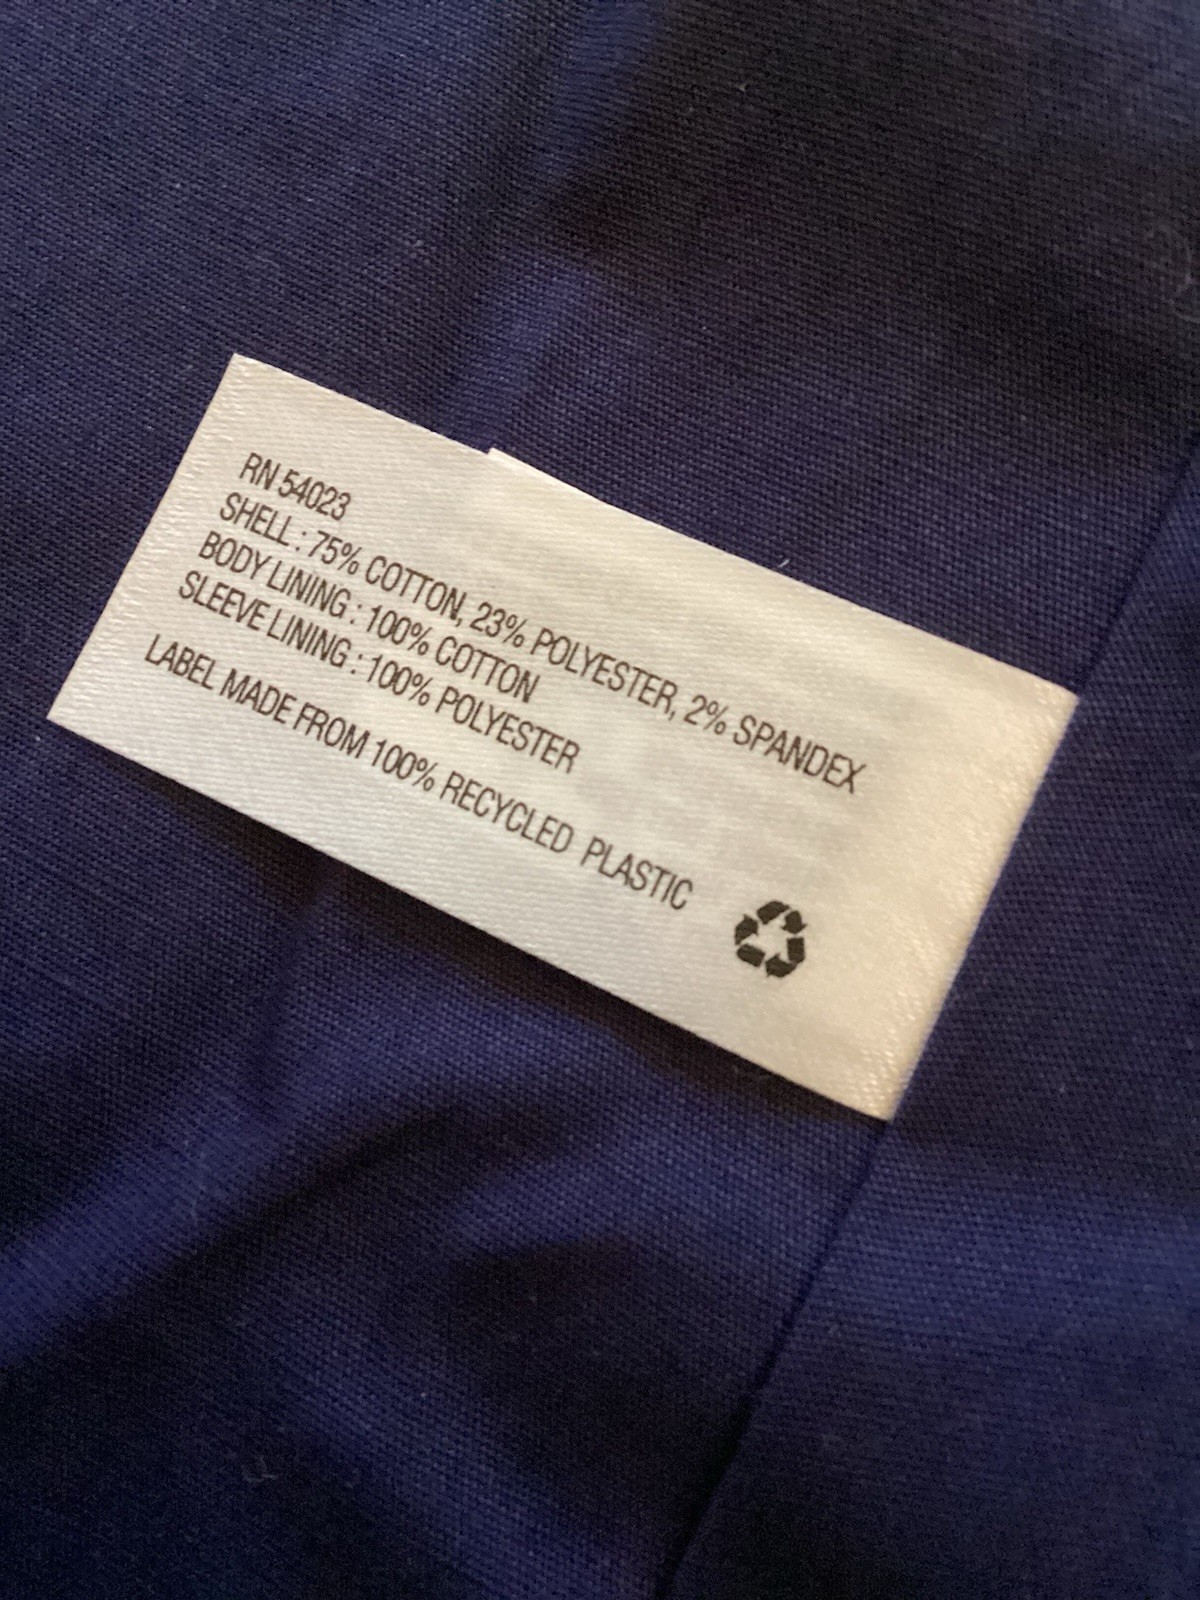 RN 54023
SHELL : 75% COTTON, 23% POLYESTER, 2% SPANDEX
BODY LINING : 100% COTTON
SLEEVE LINING : 100% POLYESTER
LABEL MADE FROM 100% RECYCLED PLASTIC